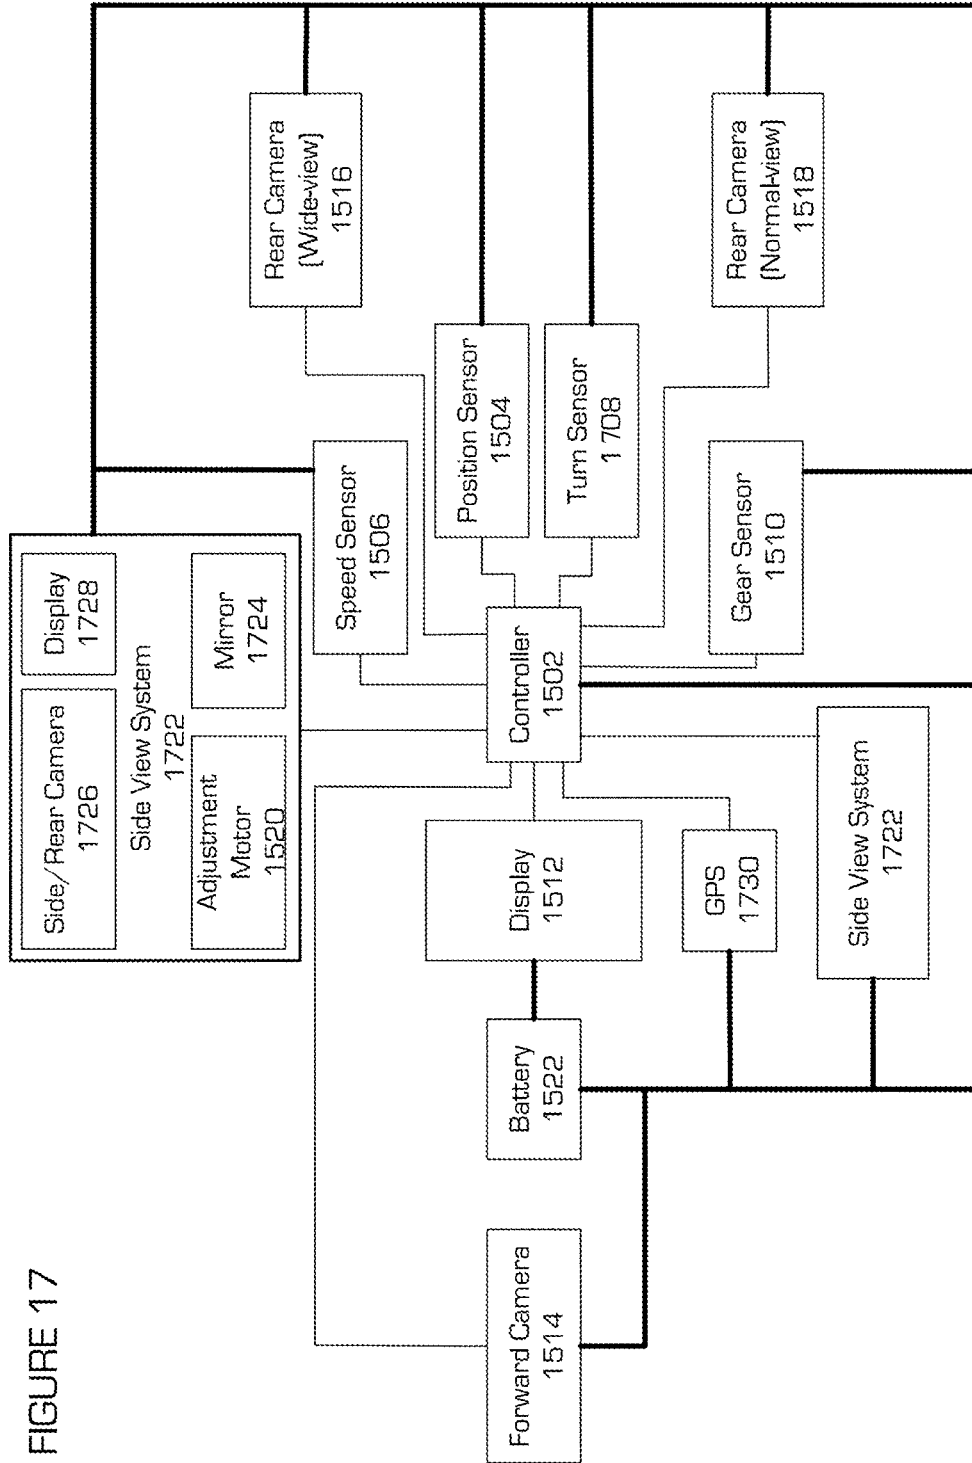 FIGURE 17
Side/Rear Camera
1726
Display
1728
Side View System
1722
Adjustment
Motor
1520
Mirror
1724
Forward Camera
1514
Battery
1522
Display
1512
GPS
1730
Side View System
1722
Controller
1502
Speed Sensor
1506
Position Sensor
1504
Turn Sensor
1708
Gear Sensor
1510
Rear Camera
[Wide-view]
1516
Rear Camera
[Normal-view]
1518